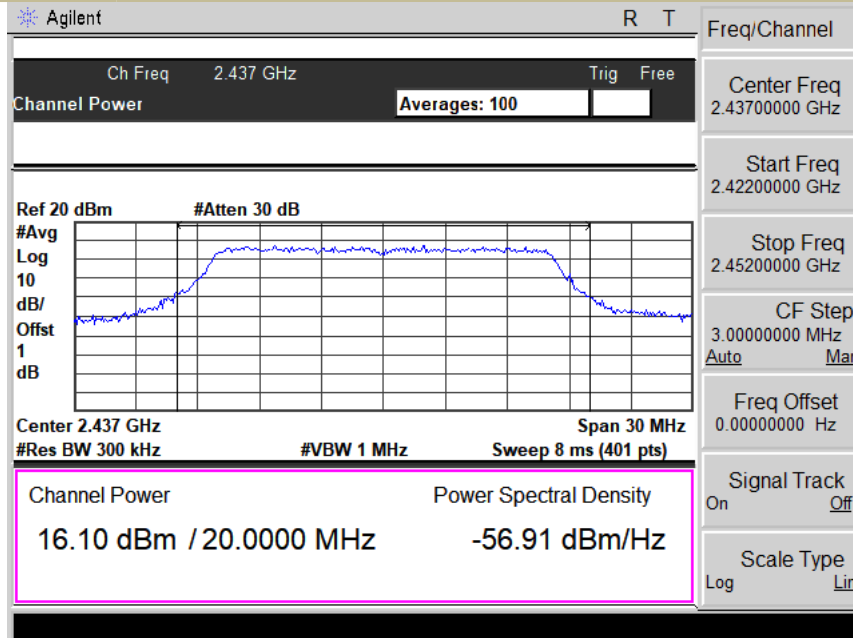 Agilent R T
Ch Freq 2.437 GHz Trig Free
Channel Power Averages: 100
Ref 20 dBm #Atten 30 dB
#Avg
Log
10
dB/
Offst
1
dB
Center 2.437 GHz Span 30 MHz
#Res BW 300 kHz #VBW 1 MHz Sweep 8 ms (401 pts)
Channel Power Power Spectral Density
16.10 dBm / 20.0000 MHz -56.91 dBm/Hz
Freq/Channel
Center Freq
2.43700000 GHz
Start Freq
2.42200000 GHz
Stop Freq
2.45200000 GHz
CF Step
3.00000000 MHz
Auto Man
Freq Offset
0.00000000 Hz
Signal Track
On Off
Scale Type
Log Lin